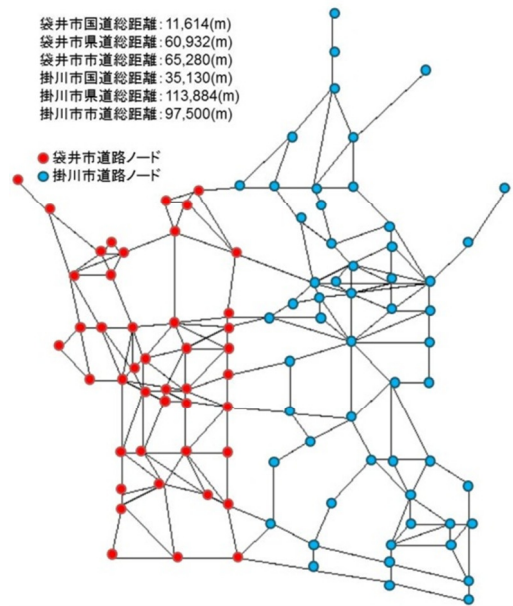 袋井市国道総距離:11,614(m)
袋井市県道総距離:60,932(m)
袋井市市道総距離:65,280(m)
掛川市国道総距離:35,130(m)
掛川市県道総距離:113,884(m)
掛川市市道総距離:97,500(m)
袋井市道路ノード
掛川市道路ノード